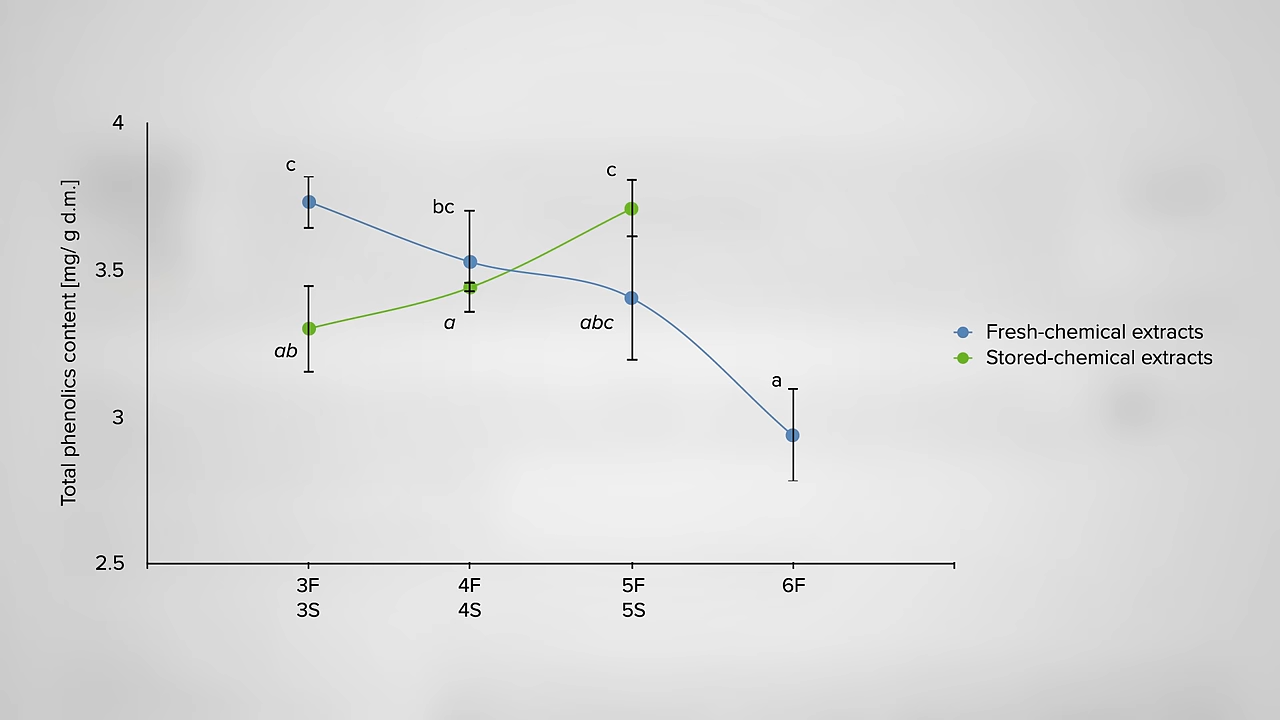 Total phenolics content [mg/ g d.m.]
4
3.5
3
2.5
c
bc
c
a
ab
a
abc
3F
4F
5F
6F
3S
4S
5S
Fresh-chemical extracts
Stored-chemical extracts